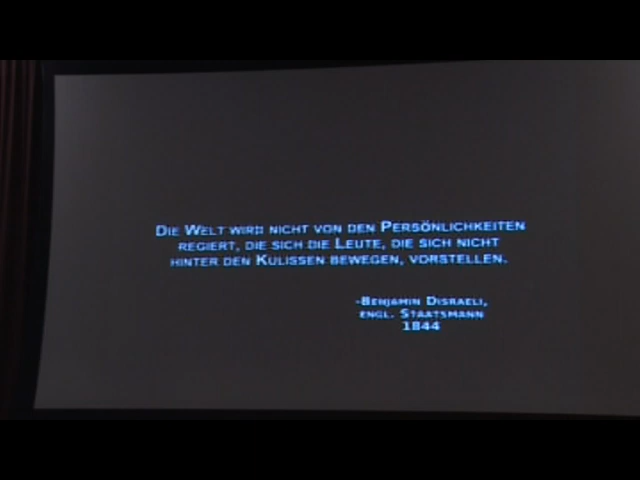 DIE WELT WIRD NICHT VON DEN PERSÖNLICHKEITEN
REGIERT, DIE SICH DIE LEUTE, DIE SICH NICHT
HINTER DEN KULISSEN BEWEGEN, VORSTELLEN.
-BENJAMIN DISRAELI,
ENGL. STAATSMANN
1844